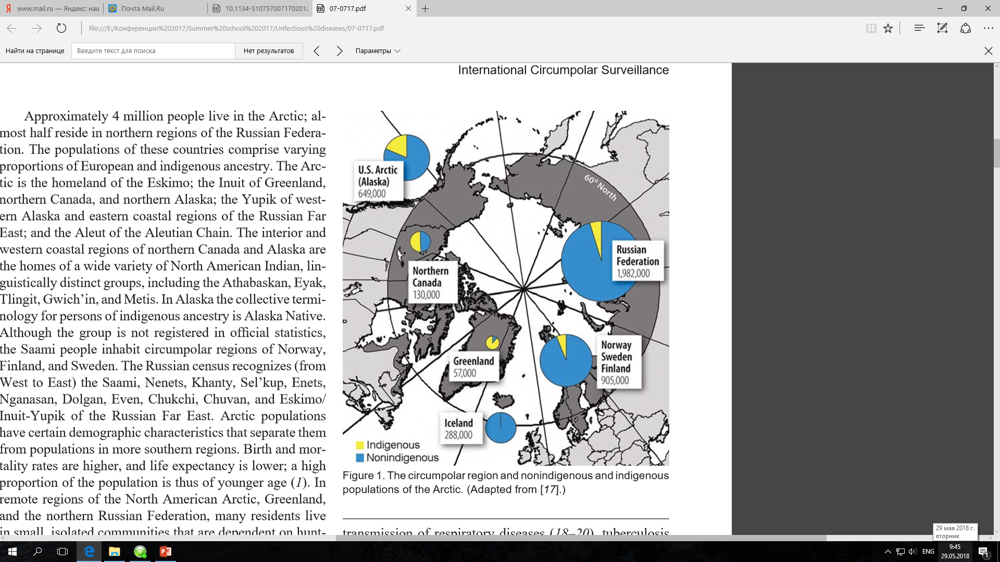 www.mail.ru — Яндекс: наш
Почта Mail.Ru
10.1134-S107570071702012
07-0717.pdf
file:///E:/Конференции%202017/Summer%20school%202017/Unfectious%20diseases/07-0717.pdf
Найти на странице
Введите текст для поиска
Нет результатов
Параметры
International Circumpolar Surveillance
Approximately 4 million people live in the Arctic; al-
most half reside in northern regions of the Russian Federa-
tion. The populations of these countries comprise varying
proportions of European and indigenous ancestry. The Arc-
tic is the homeland of the Eskimo; the Inuit of Greenland,
northern Canada, and northern Alaska; the Yupik of west-
ern Alaska and eastern coastal regions of the Russian Far
East; and the Aleut of the Aleutian Chain. The interior and
western coastal regions of northern Canada and Alaska are
the homes of a wide variety of North American Indian, lin-
guistically distinct groups, including the Athabaskan, Eyak,
Tlingit, Gwich’in, and Metis. In Alaska the collective termi-
nology for persons of indigenous ancestry is Alaska Native.
Although the group is not registered in official statistics,
the Saami people inhabit circumpolar regions of Norway,
Finland, and Sweden. The Russian census recognizes (from
West to East) the Saami, Nenets, Khanty, Sel’kup, Enets,
Nganasan, Dolgan, Even, Chukchi, Chuvan, and Eskimo/
Inuit-Yupik of the Russian Far East. Arctic populations
have certain demographic characteristics that separate them
from populations in more southern regions. Birth and mor-
tality rates are higher, and life expectancy is lower; a high
proportion of the population is thus of younger age (1). In
remote regions of the North American Arctic, Greenland,
and the northern Russian Federation, many residents live
in small, isolated communities that are dependent on hunt-
U.S. Arctic
(Alaska)
649,000
60° North
Russian
Federation
1,982,000
Northern
Canada
130,000
Greenland
57,000
Norway
Sweden
Finland
905,000
Iceland
288,000
Indigenous
Nonindigenous
Figure 1. The circumpolar region and nonindigenous and indigenous
populations of the Arctic. (Adapted from [17].)
transmission of respiratory diseases (18–20), tuberculosis
29 мая 2018 г.
вторник
ENG
9:45
29.05.2018
1